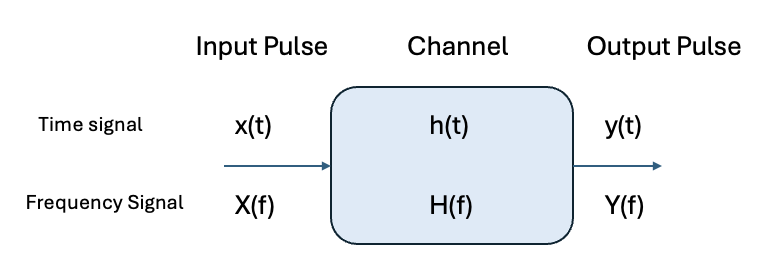 Input Pulse Channel Output Pulse
Time signal x(t) h(t) y(t)
Frequency Signal X(f) H(f) Y(f)